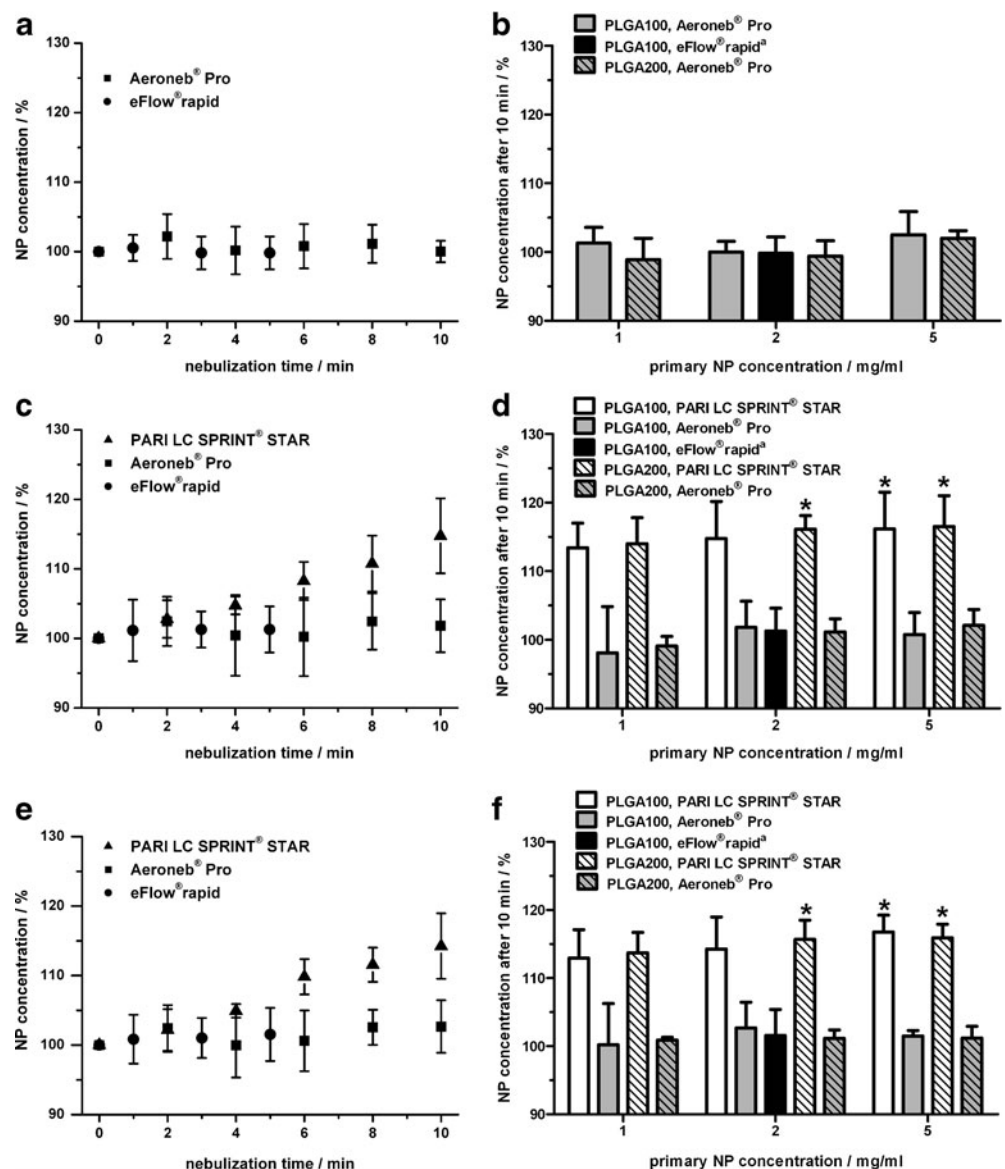 a
130
120
110
100
90
NP concentration / %
Aeroneb® Pro
eFlow®rapid
0 2 4 6 8 10
nebulization time / min
b
PLGA100, Aeroneb® Pro
PLGA100, eFlow®rapidᵃ
PLGA200, Aeroneb® Pro
130
120
110
100
90
NP concentration after 10 min / %
1 2 5
primary NP concentration / mg/ml
c
PARI LC SPRINT® STAR
Aeroneb® Pro
eFlow®rapid
130
120
110
100
90
NP concentration / %
0 2 4 6 8 10
nebulization time / min
d
PLGA100, PARI LC SPRINT® STAR
PLGA100, Aeroneb® Pro
PLGA100, eFlow®rapidᵃ
PLGA200, PARI LC SPRINT® STAR
PLGA200, Aeroneb® Pro
130
120
110
100
90
NP concentration after 10 min / %
* * *
1 2 5
primary NP concentration / mg/ml
e
130
120
110
100
90
NP concentration / %
PARI LC SPRINT® STAR
Aeroneb® Pro
eFlow®rapid
0 2 4 6 8 10
nebulization time / min
f
PLGA100, PARI LC SPRINT® STAR
PLGA100, Aeroneb® Pro
PLGA100, eFlow®rapidᵃ
PLGA200, PARI LC SPRINT® STAR
PLGA200, Aeroneb® Pro
130
120
110
100
90
NP concentration after 10 min / %
* * *
1 2 5
primary NP concentration / mg/ml